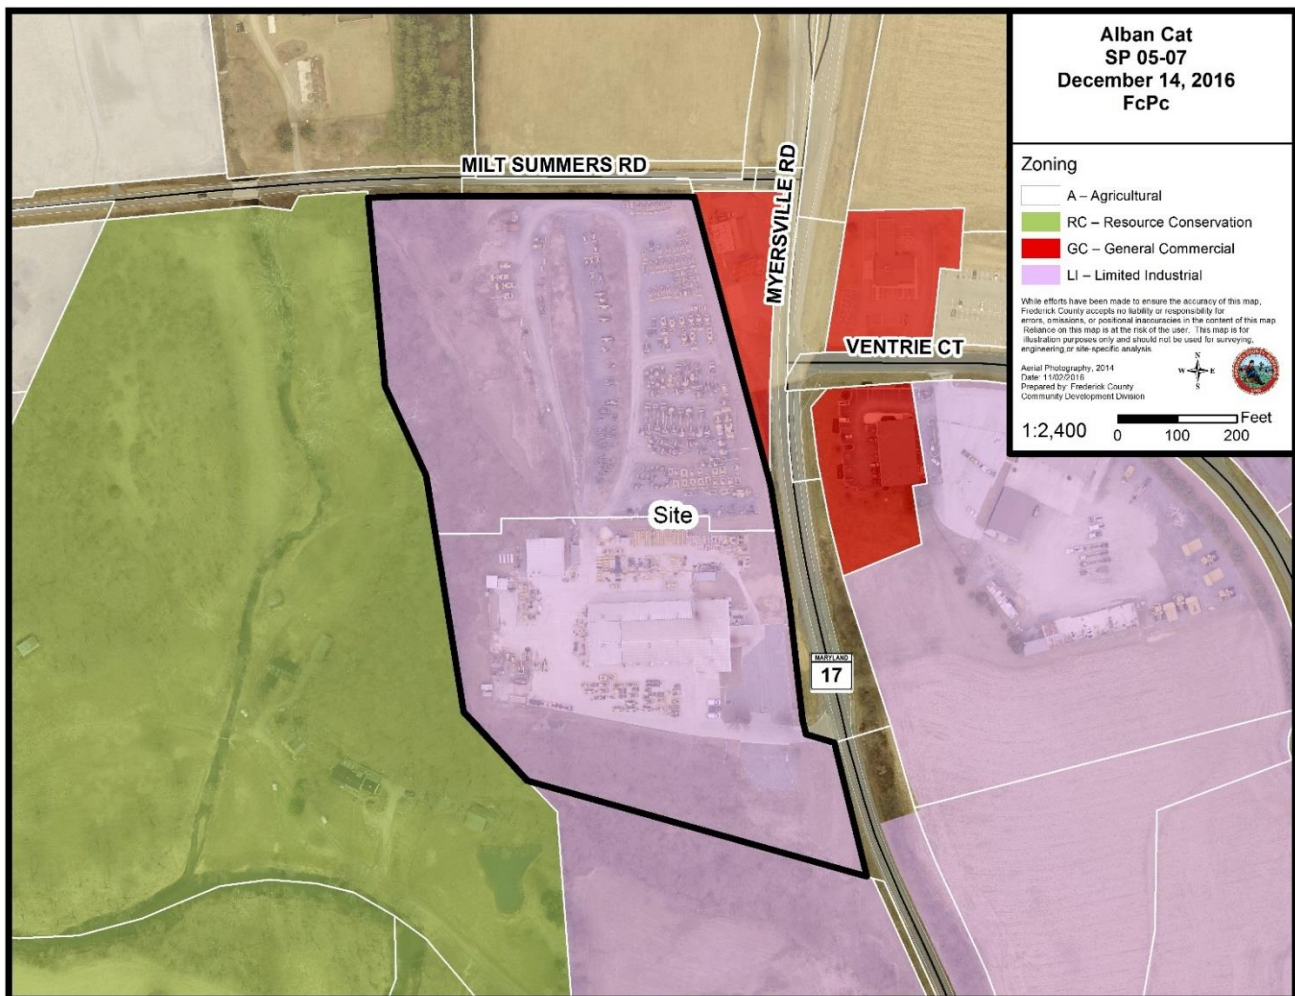 Alban Cat
SP 05-07
December 14, 2016
FcPc
Zoning
A – Agricultural
RC – Resource Conservation
GC – General Commercial
LI – Limited Industrial
While efforts have been made to ensure the accuracy of this map,
Frederick County accepts no liability or responsibility for
errors, omissions, or positional inaccuracies in the content of this map.
Reliance on this map is at the risk of the user. This map is for
illustration purposes only and should not be used for surveying,
engineering or site-specific analysis.
Aerial Photography, 2014
Date: 11/02/2016
Prepared by: Frederick County
Community Development Division
N
W E
S
1:2,400
Feet
0 100 200
MILT SUMMERS RD
MYERSVILLE RD
VENTRIE CT
Site
MARYLAND
17